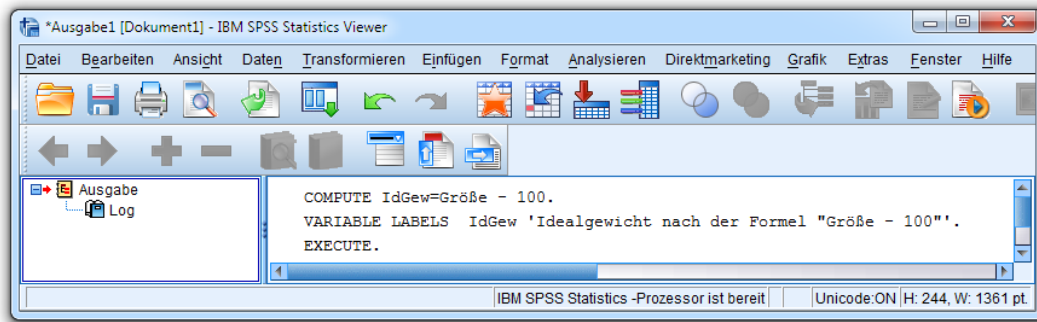 *Ausgabe1 [Dokument1] - IBM SPSS Statistics Viewer
Datei Bearbeiten Ansicht Daten Transformieren Einfügen Format Analysieren Direktmarketing Grafik Extras Fenster Hilfe
Ausgabe
Log
COMPUTE IdGew=Größe - 100.
VARIABLE LABELS  IdGew 'Idealgewicht nach der Formel "Größe - 100"'.
EXECUTE.
IBM SPSS Statistics -Prozessor ist bereit Unicode:ON H: 244, W: 1361 pt.